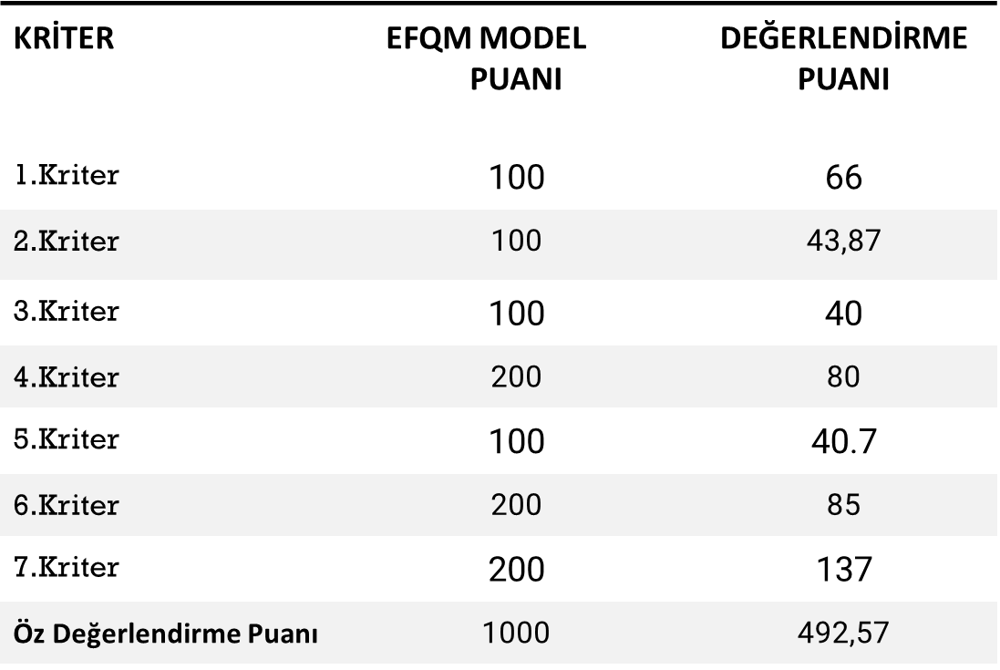 KRİTER EFQM MODEL DEĞERLENDİRME
PUANI PUANI
1.Kriter 100 66
2.Kriter 100 43,87
3.Kriter 100 40
4.Kriter 200 80
5.Kriter 100 40.7
6.Kriter 200 85
7.Kriter 200 137
Öz Değerlendirme Puanı 1000 492,57